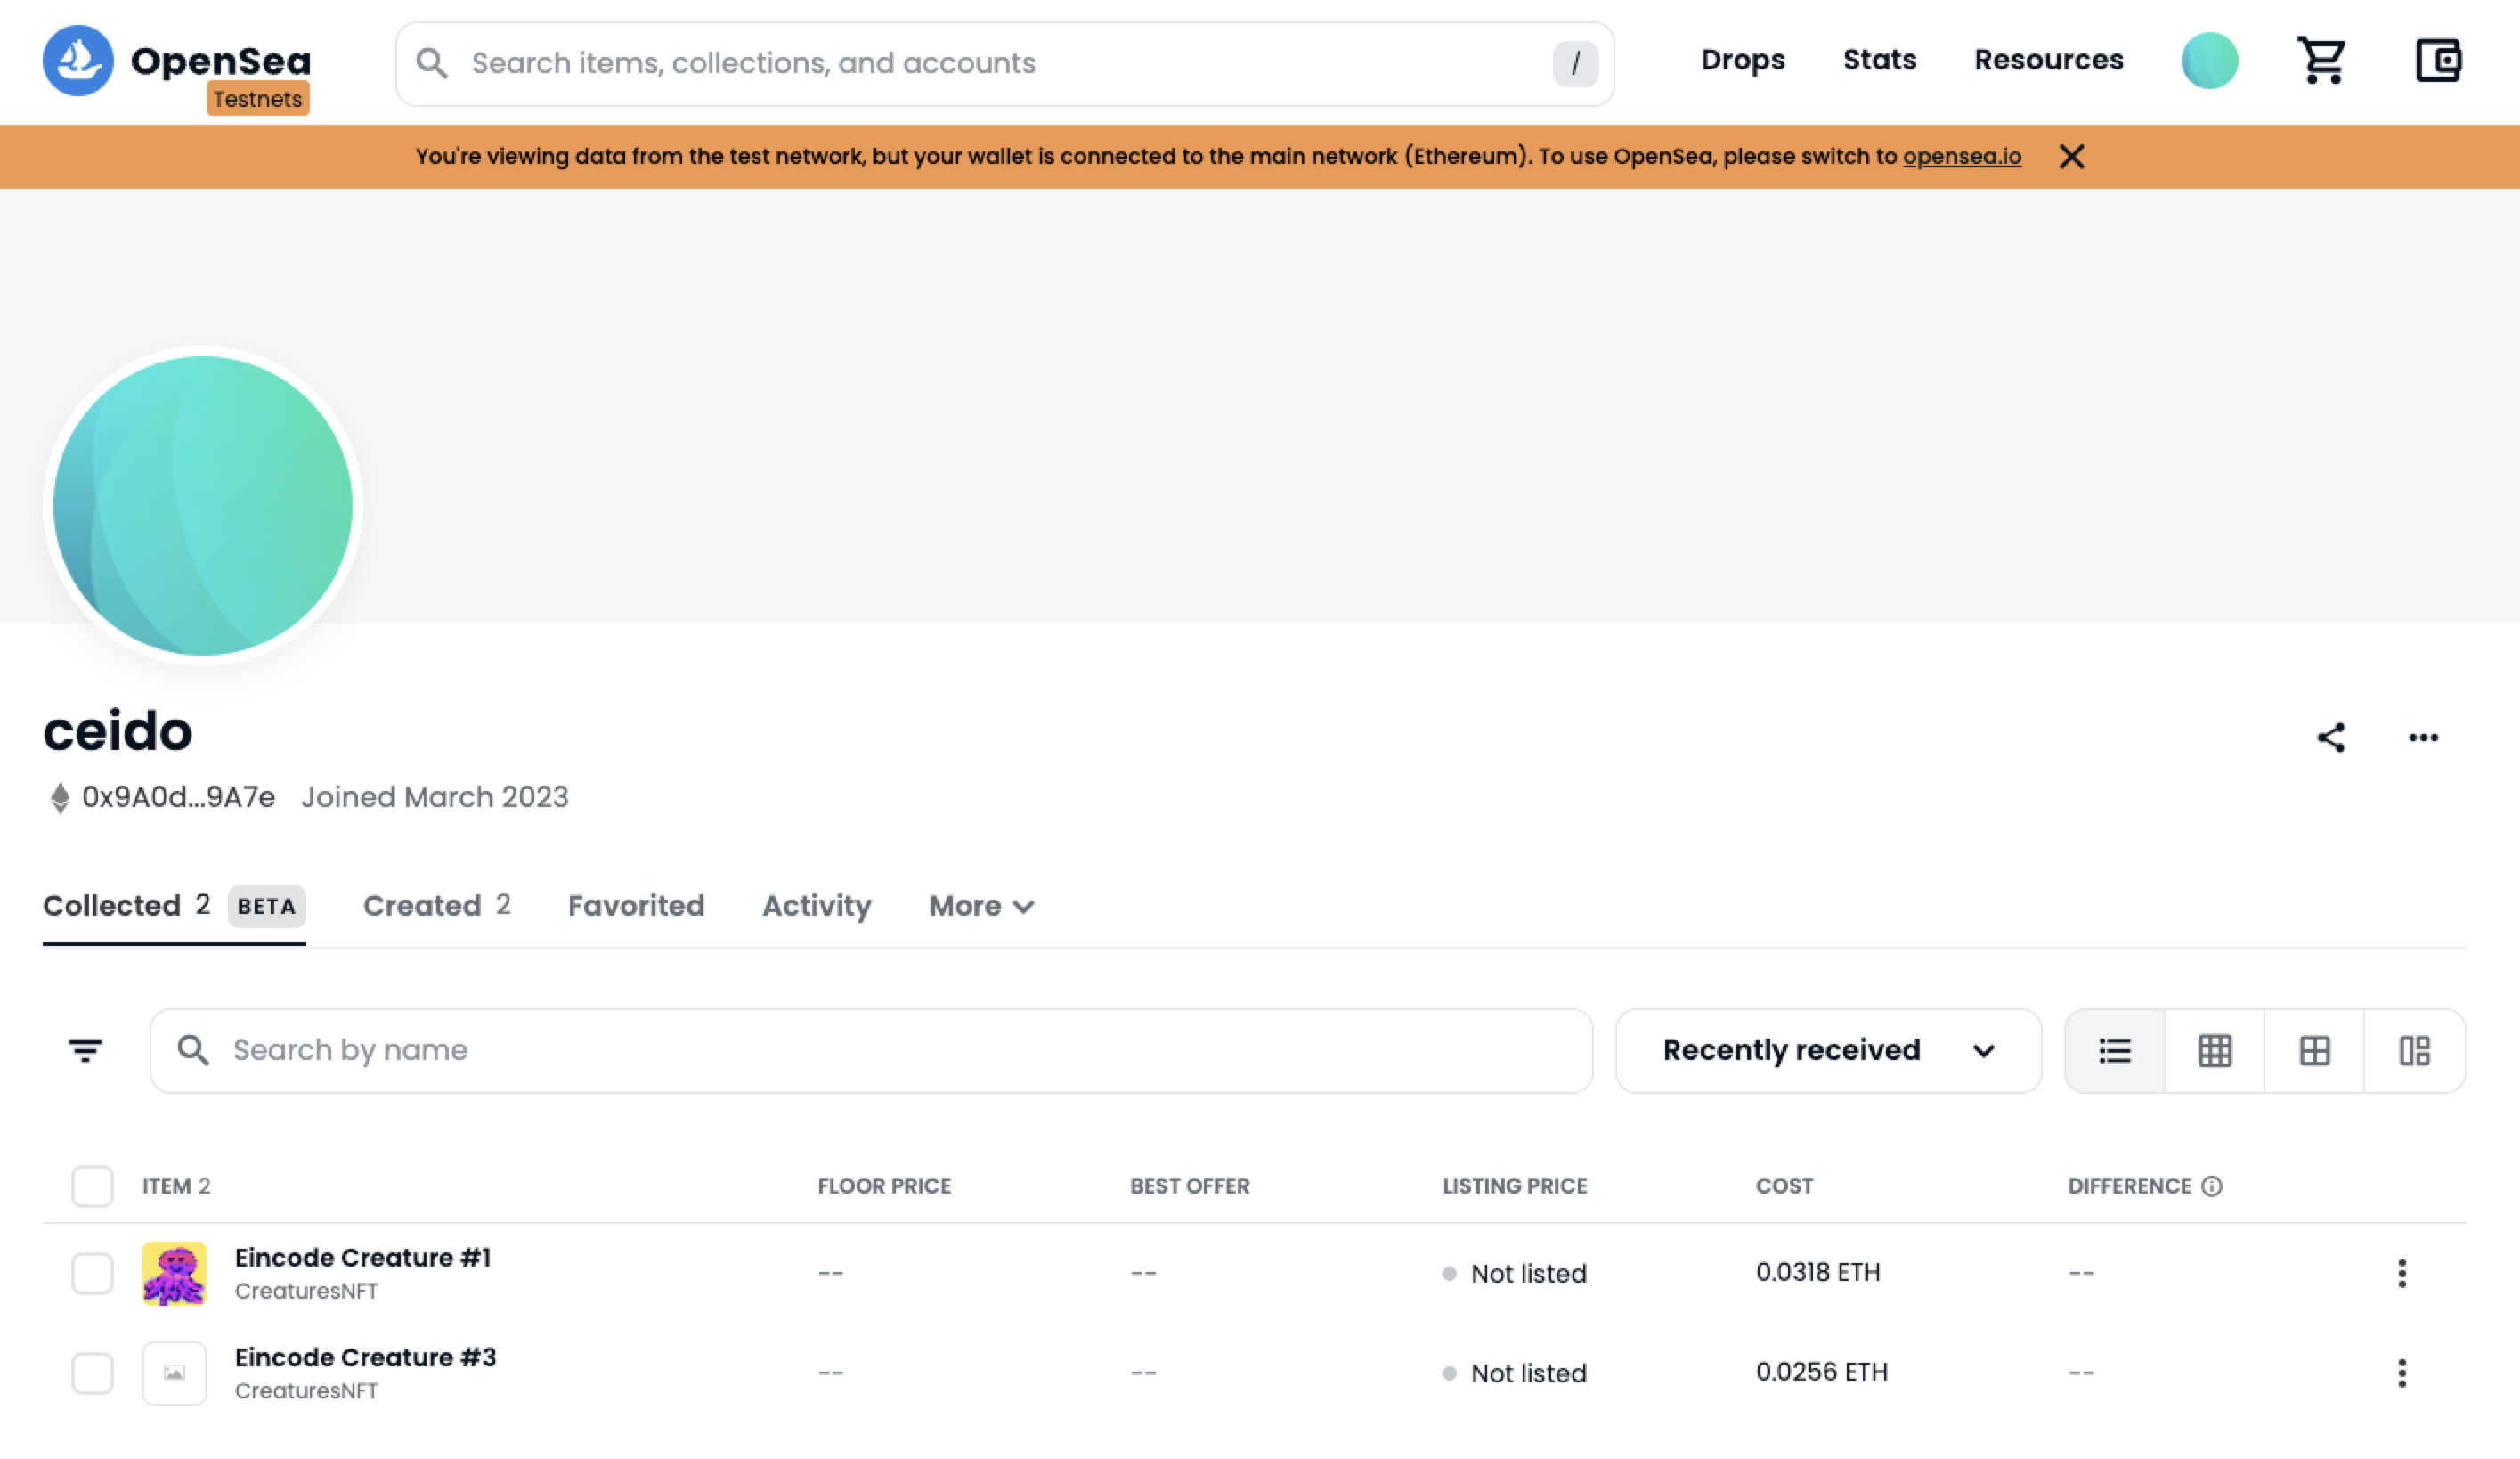 OpenSea
Testnets
Search items, collections, and accounts
/
Drops
Stats
Resources
You're viewing data from the test network, but your wallet is connected to the main network (Ethereum). To use OpenSea, please switch to opensea.io
ceido
0x9A0d...9A7e Joined March 2023
Collected 2 BETA
Created 2
Favorited
Activity
More
Search by name
Recently received
ITEM 2
FLOOR PRICE
BEST OFFER
LISTING PRICE
COST
DIFFERENCE
Eincode Creature #1
CreaturesNFT
--
--
Not listed
0.0318 ETH
--
Eincode Creature #3
CreaturesNFT
--
--
Not listed
0.0256 ETH
--